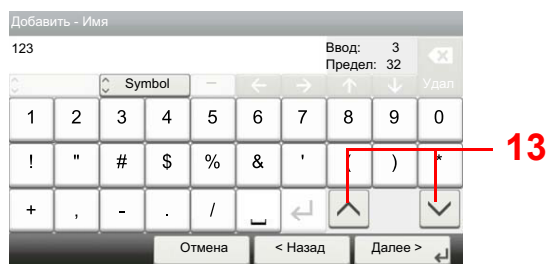 Добавить - Имя
123
Ввод: 3
Предел: 32
Symbol – ← → ↑ ↓ Удал
1 2 3 4 5 6 7 8 9 0
! " # $ % & ' ( ) *
+ , - . /
13
Отмена < Назад Далее >